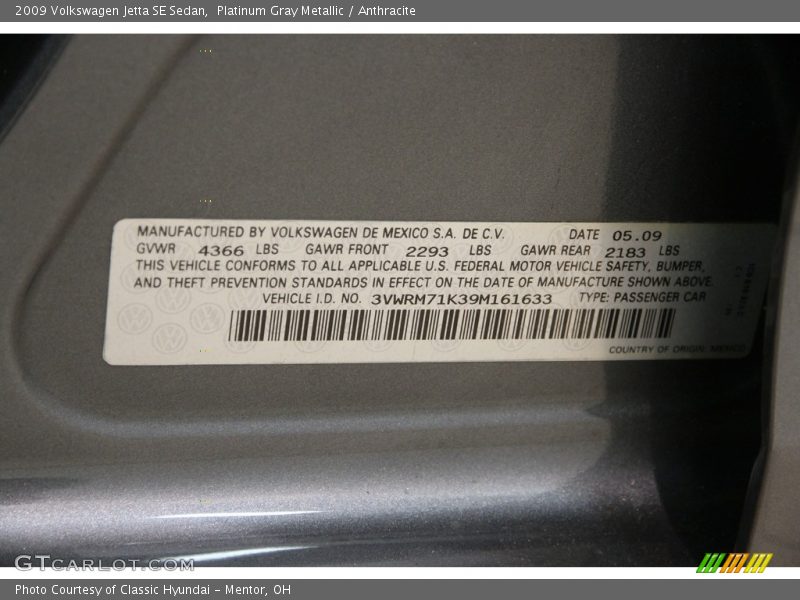 2009 Volkswagen Jetta SE Sedan,  Platinum Gray Metallic / Anthracite
MANUFACTURED BY VOLKSWAGEN DE MEXICO S.A. DE C.V. DATE 05.09
GVWR 4366 LBS GAWR FRONT 2293 LBS GAWR REAR 2183 LBS
THIS VEHICLE CONFORMS TO ALL APPLICABLE U.S. FEDERAL MOTOR VEHICLE SAFETY, BUMPER,
AND THEFT PREVENTION STANDARDS IN EFFECT ON THE DATE OF MANUFACTURE SHOWN ABOVE.
VEHICLE I.D. NO. 3VWRM71K39M161633 TYPE: PASSENGER CAR
COUNTRY OF ORIGIN: MEXICO
GTCARLOT.COM
Photo Courtesy of Classic Hyundai - Mentor, OH